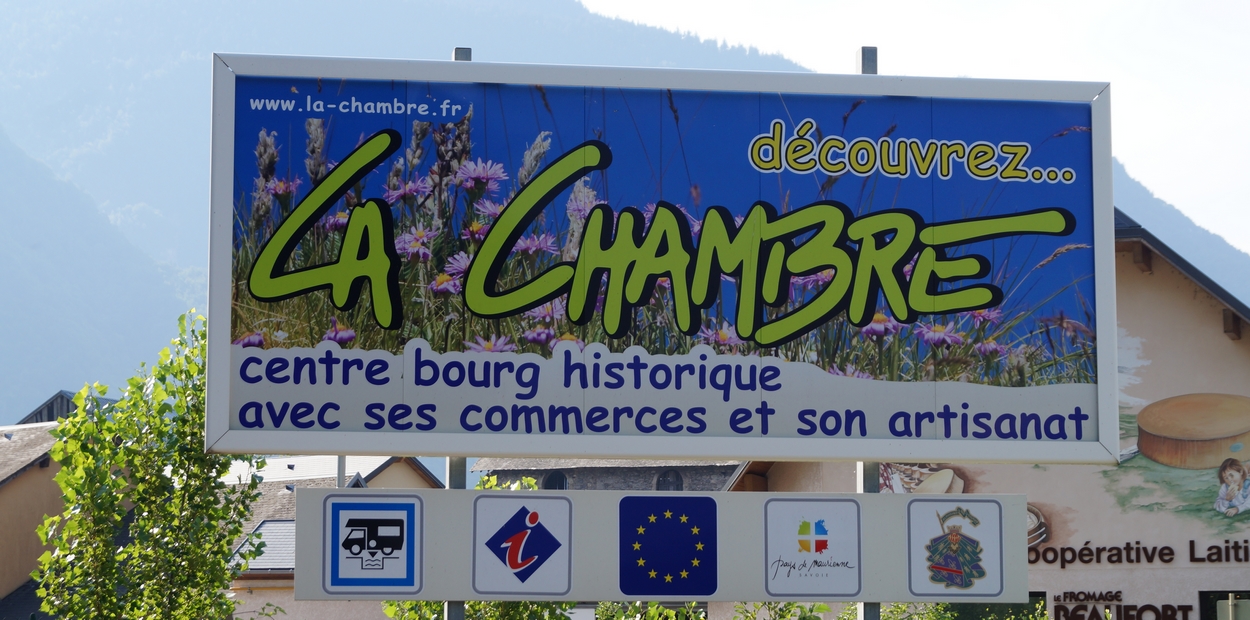 www.la-chambre.fr
découvrez...
LA CHAMBRE
centre bourg historique
avec ses commerces et son artisanat
i
pays de maurienne
SAVOIE
oopérative Laiti
LE FROMAGE
BEAUFORT